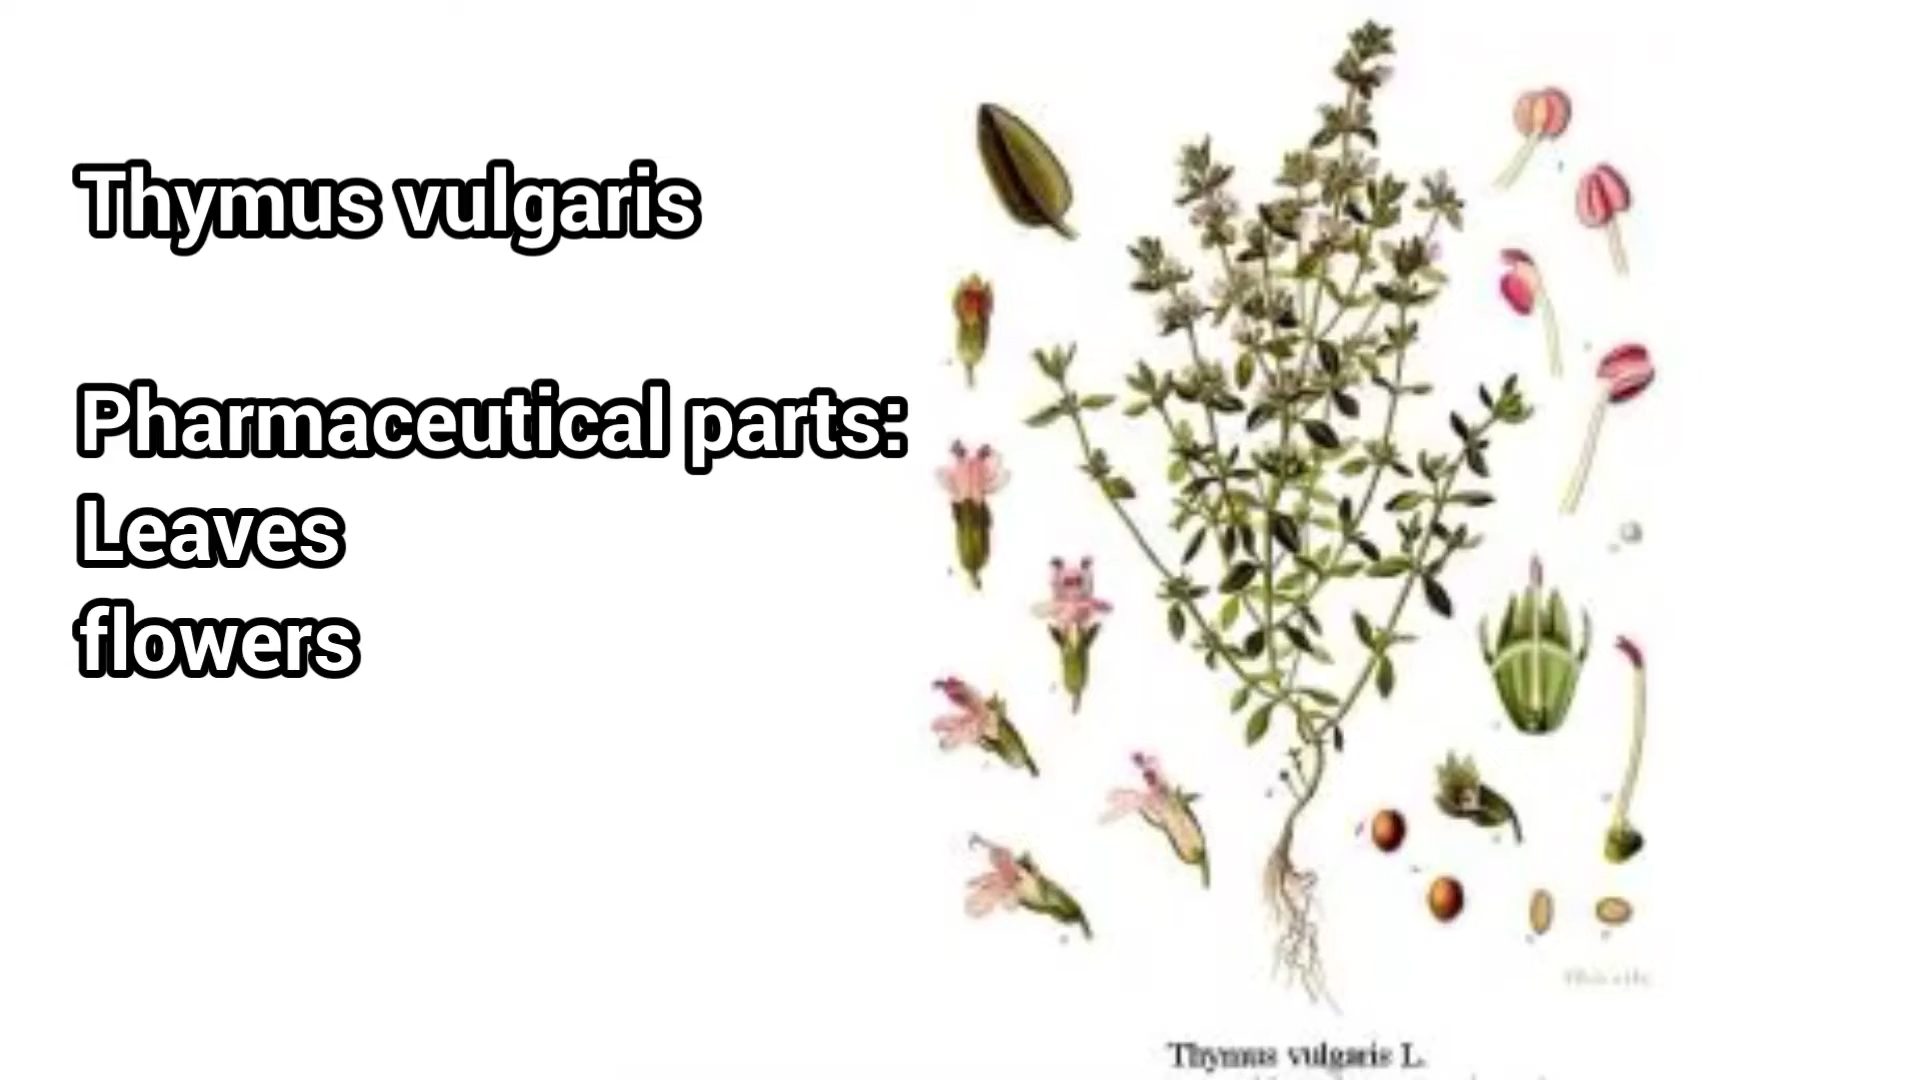 Thymus vulgaris
Pharmaceutical parts:
Leaves
flowers
Thymus vulgaris L.